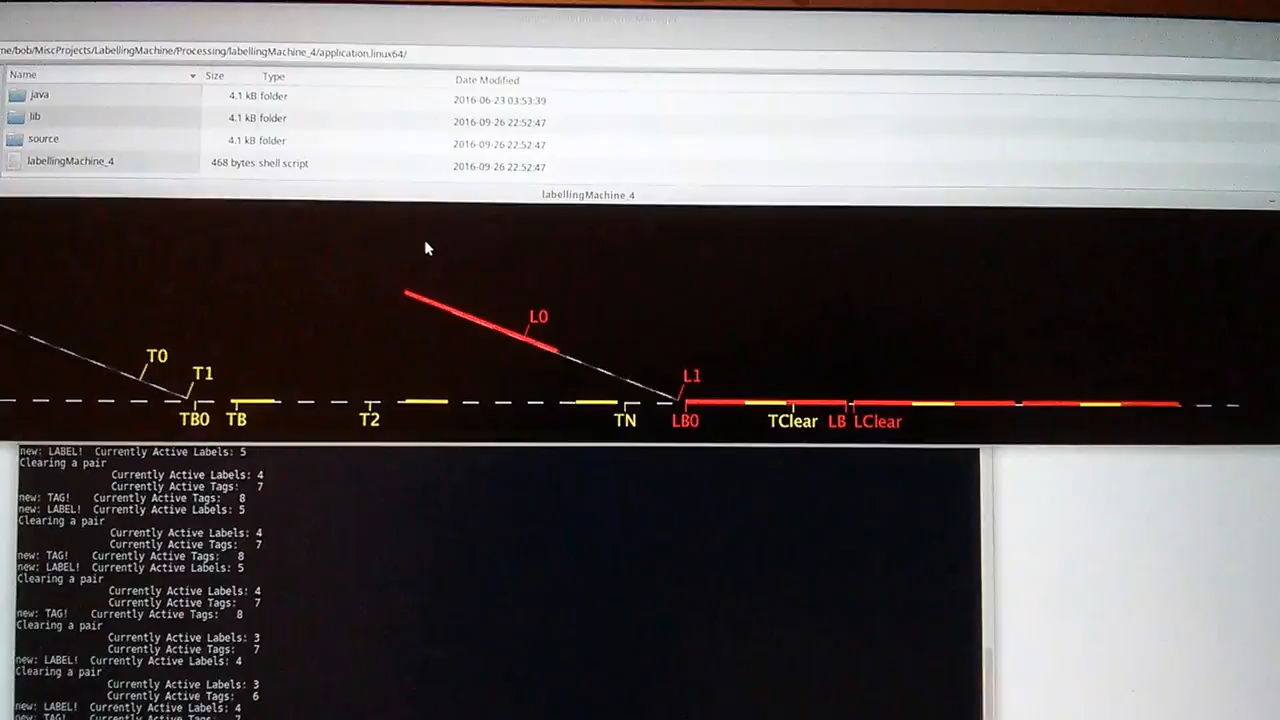 me/bob/MiscProjects/LabellingMachine/Processing/labellingMachine_4/application.linux64/
Name Size Type Date Modified
java 4.1 kB folder 2016-06-23 03:53:39
lib 4.1 kB folder 2016-09-26 22:52:47
source 4.1 kB folder 2016-09-26 22:52:47
labellingMachine_4 468 bytes shell script 2016-09-26 22:52:47
labellingMachine_4
L0
T0
T1
L1
TB0 TB T2 TN LB0 TClear LB LClear
new: LABEL! Currently Active Labels: 5
Clearing a pair
Currently Active Labels: 4
Currently Active Tags: 7
new: TAG! Currently Active Tags: 8
new: LABEL! Currently Active Labels: 5
Clearing a pair
Currently Active Labels: 4
Currently Active Tags: 7
new: TAG! Currently Active Tags: 8
new: LABEL! Currently Active Labels: 5
Clearing a pair
Currently Active Labels: 4
Currently Active Tags: 7
new: TAG! Currently Active Tags: 8
Clearing a pair
Currently Active Labels: 3
Currently Active Tags: 7
new: LABEL! Currently Active Labels: 4
Clearing a pair
Currently Active Labels: 3
Currently Active Tags: 6
new: LABEL! Currently Active Labels: 4
new: TAG! Currently Active Tags: 7